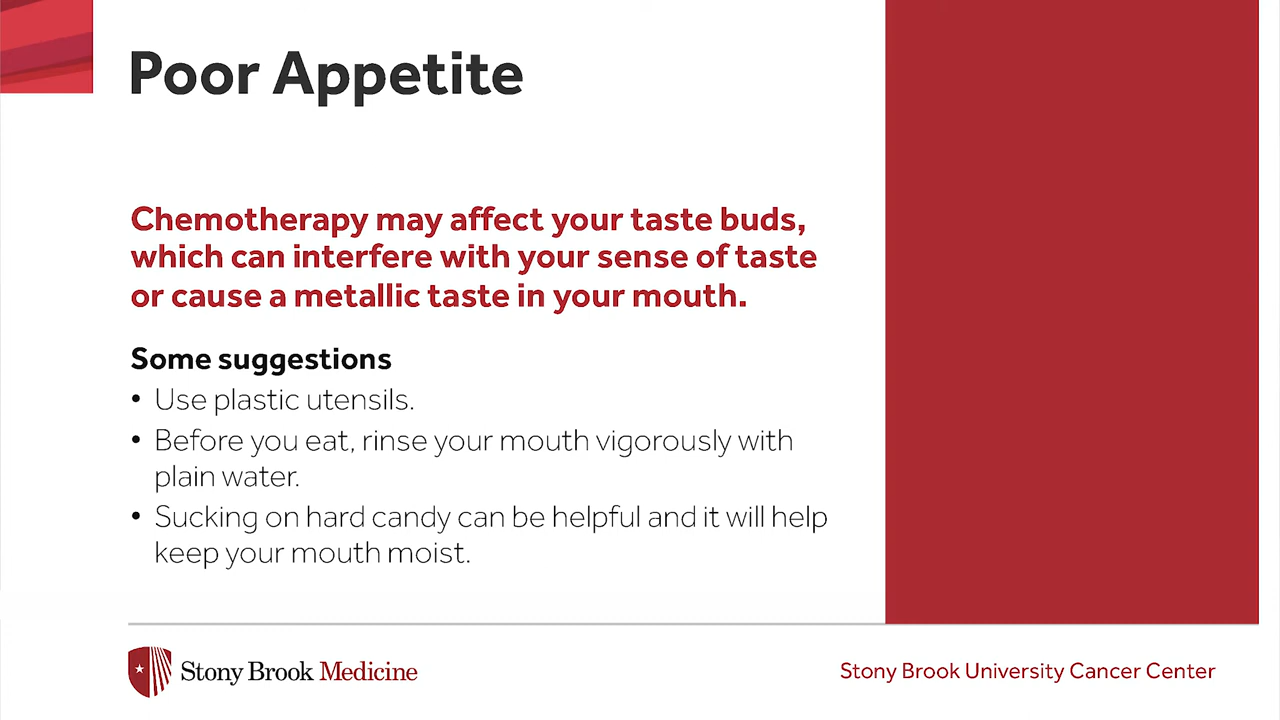 Poor Appetite
Chemotherapy may affect your taste buds,
which can interfere with your sense of taste
or cause a metallic taste in your mouth.
Some suggestions
• Use plastic utensils.
• Before you eat, rinse your mouth vigorously with
plain water.
• Sucking on hard candy can be helpful and it will help
keep your mouth moist.
Stony Brook Medicine
Stony Brook University Cancer Center